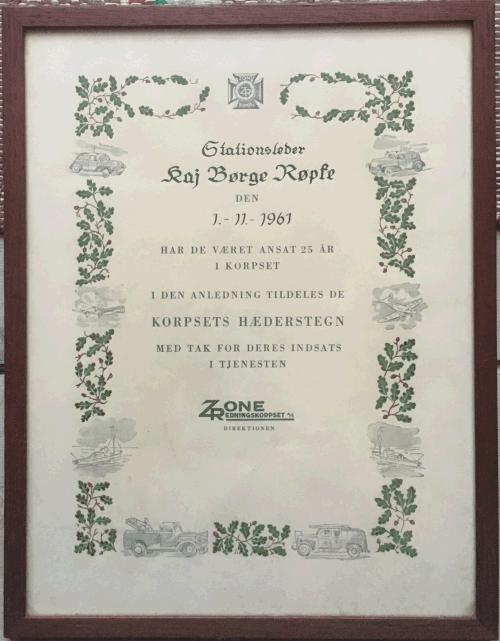 Stationsleder
Kaj Børge Røpke
DEN
1.- 11.- 1961
HAR DE VÆRET ANSAT 25 ÅR
I KORPSET
I DEN ANLEDNING TILDELES DE
KORPSETS HÆDERSTEGN
MED TAK FOR DERES INDSATS
I TJENESTEN
ZONE
REDNINGSKORPSET A/S
DIREKTIONEN